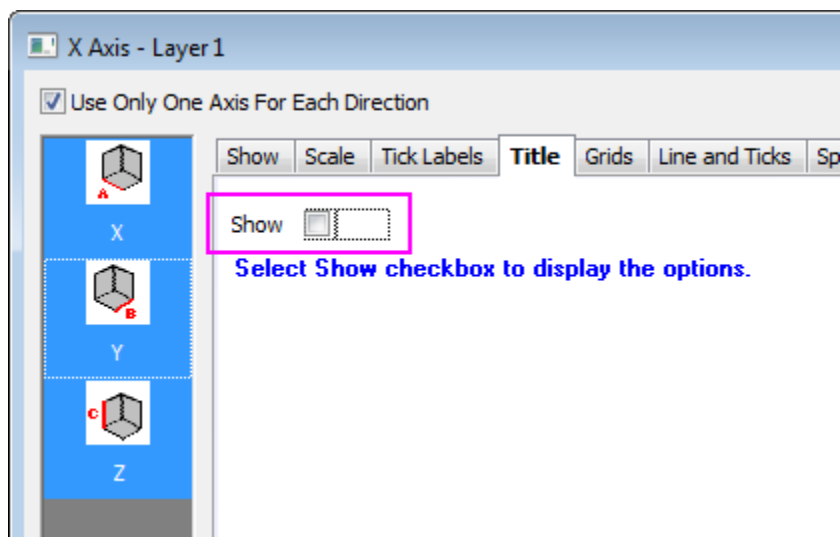 X Axis - Layer 1
Use Only One Axis For Each Direction
Show Scale Tick Labels Title Grids Line and Ticks Sp
A
X
Show
Select Show checkbox to display the options.
B
Y
C
Z